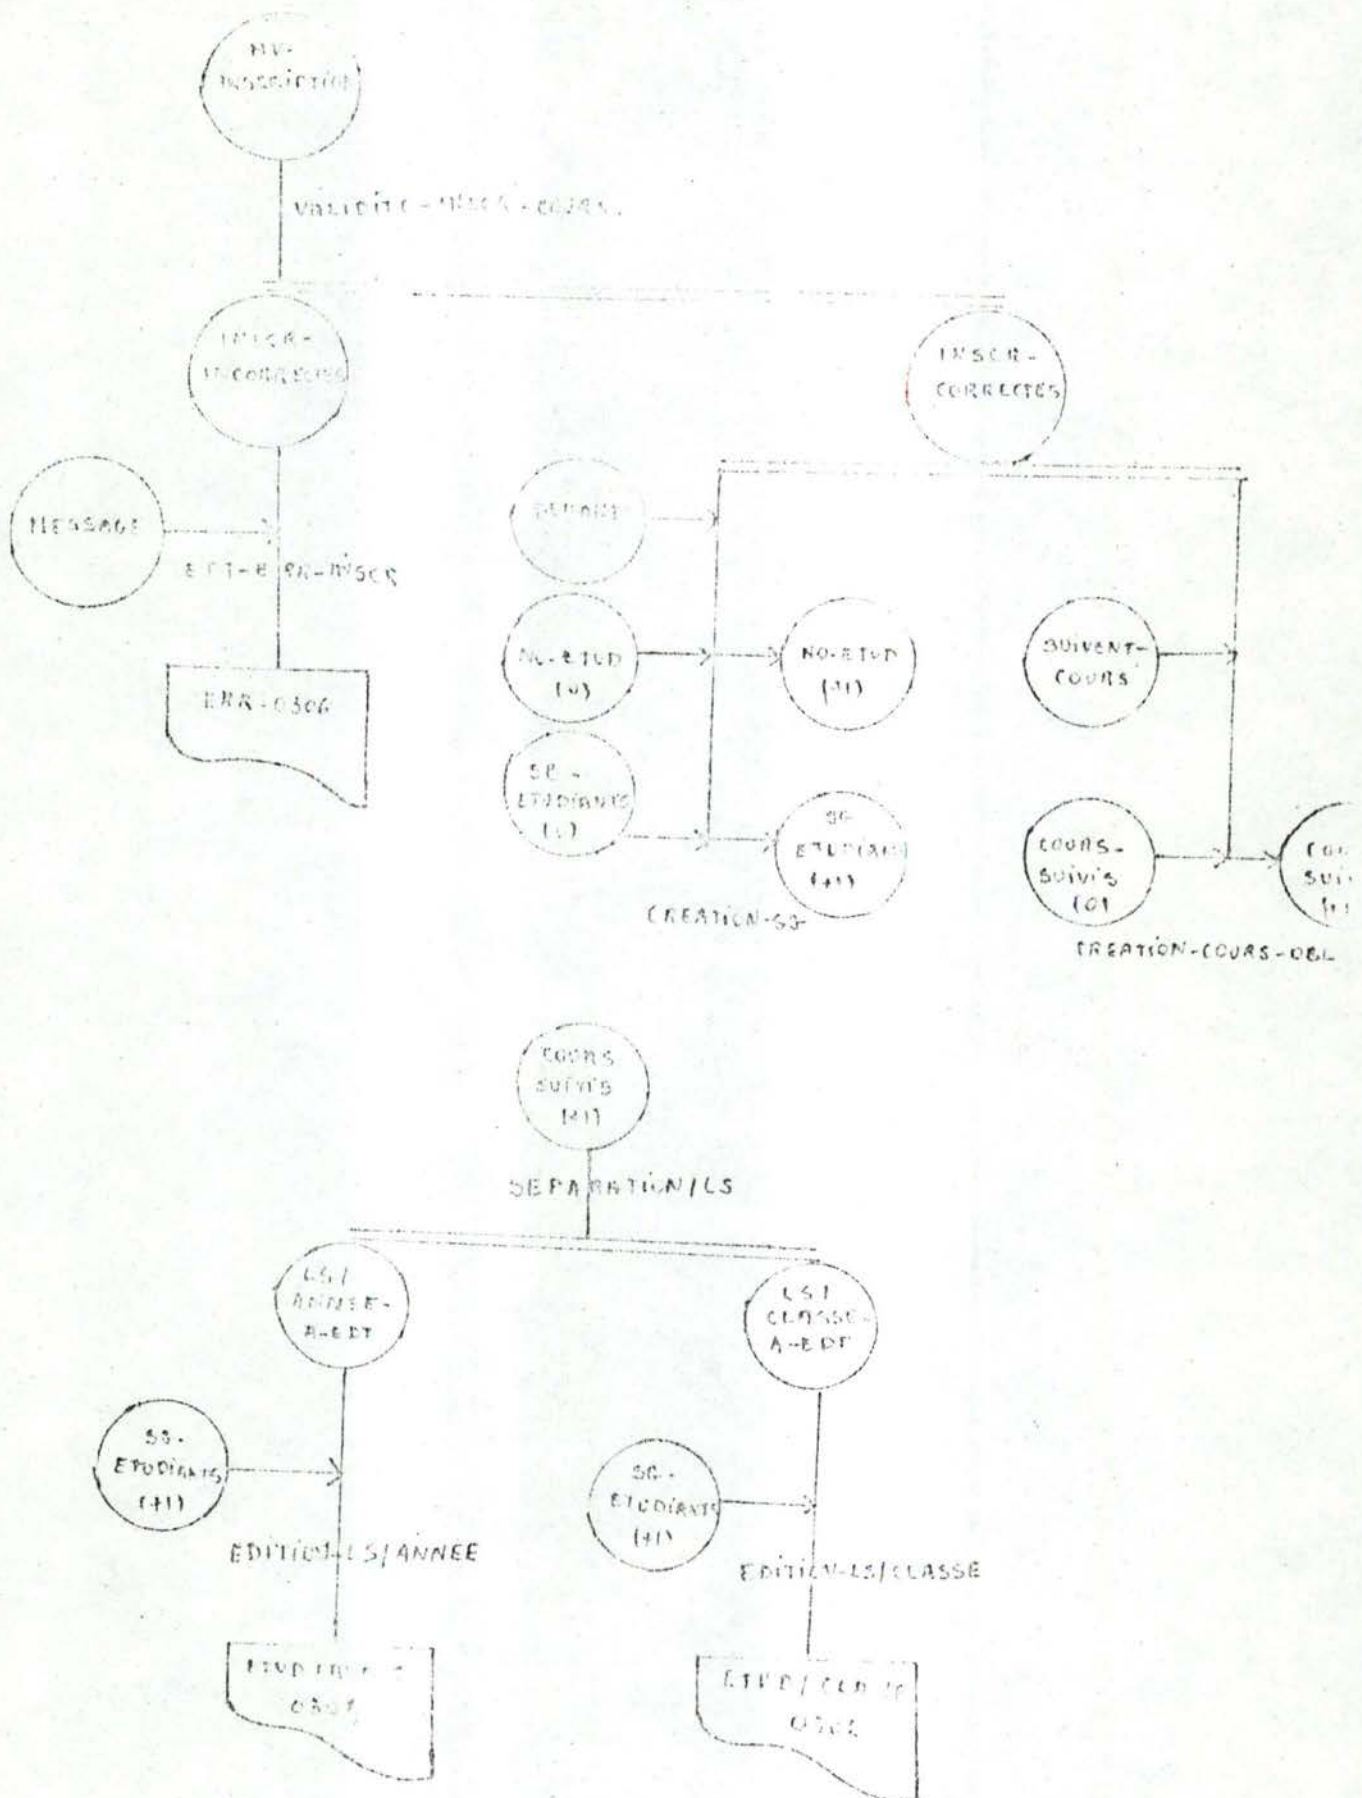 NV-
INSCRIPTION
VALIDITE-INSCR-COURS.
INSCR-
INCORRECTES
INSCR-
CORRECTES
MESSAGE
EDT-ERR-INSCR
NO-ETUD
(0)
NO-ETUD
(+1)
SUIVENT-
COURS
SG-
ETUDIANTS
(0)
SG-
ETUDIANTS
(+1)
COURS-
SUIVIS
(0)
CREATION-SG-
CREATION-COURS-OBL
COURS
SUIVIS
(+1)
SEPARATION/LS
LS/
ANNEE-
A-EDT
LS/
CLASSE-
A-EDT
SG-
ETUDIANTS
(+1)
SG-
ETUDIANTS
(+1)
EDITION-LS/ANNEE
EDITION-LS/CLASSE
ETUD/CLASSE